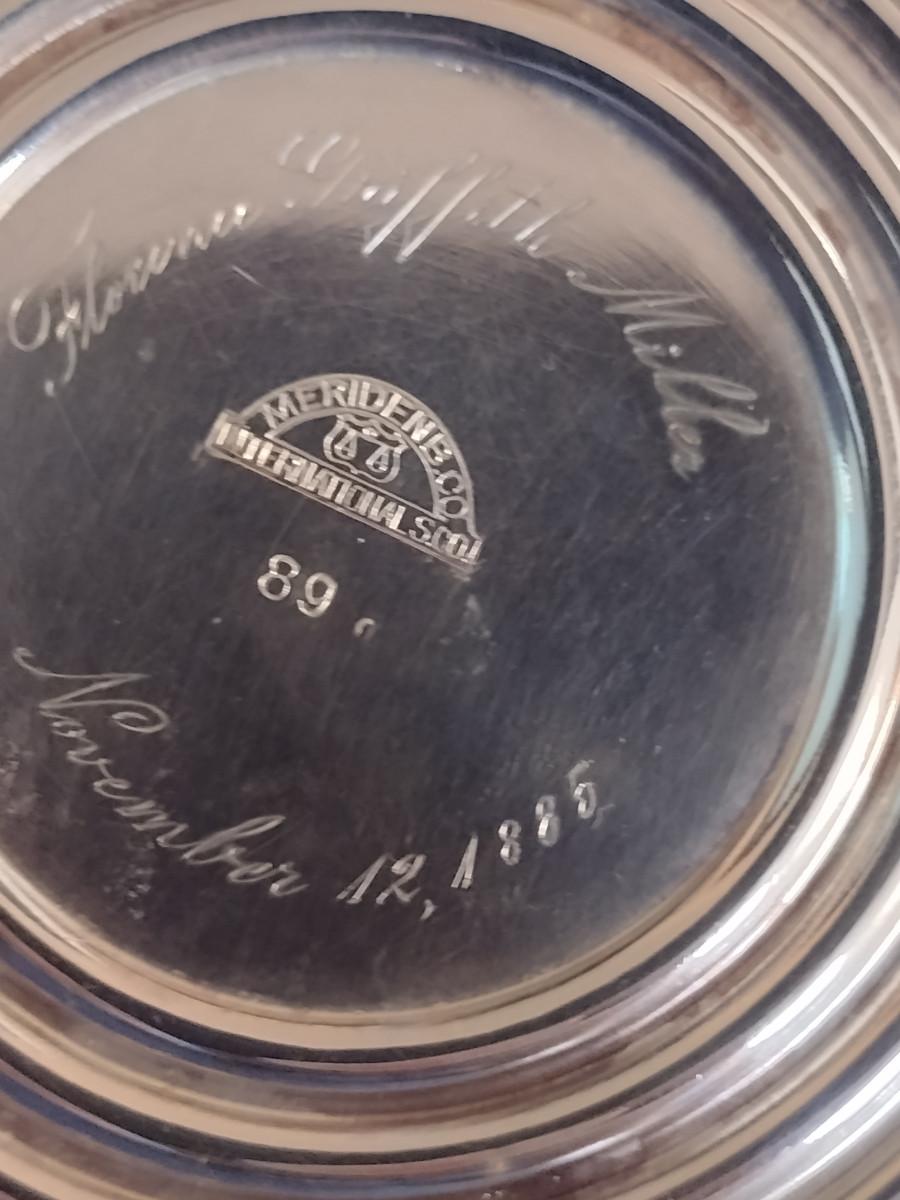 Florence Griffith Miller
MERIDEN B. CO.
INTERNATIONAL S. CO.
89
November 12, 1885